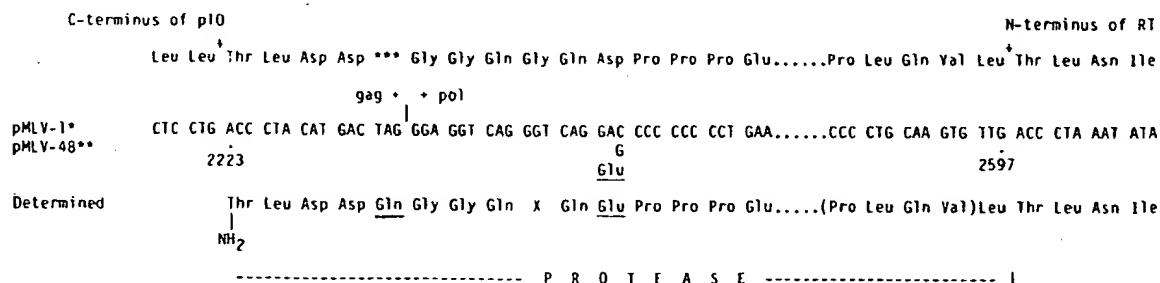 C-terminus of p10 N-terminus of RT
Leu Leu Thr Leu Asp Asp *** Gly Gly Gln Gly Gln Asp Pro Pro Pro Glu......Pro Leu Gln Val Leu Thr Leu Asn Ile
gag + + pol
pMLV-1* CTC CTG ACC CTA CAT GAC TAG GGA GGT CAG GGT CAG GAC CCC CCC CCT GAA......CCC CTG CAA GTG TTG ACC CTA AAT ATA
pMLV-48** G
2223 Glu 2597
Determined Thr Leu Asp Asp Gln Gly Gly Gln X Gln Glu Pro Pro Pro Glu.....(Pro Leu Gln Val)Leu Thr Leu Asn Ile
NH2
P R O T E A S E